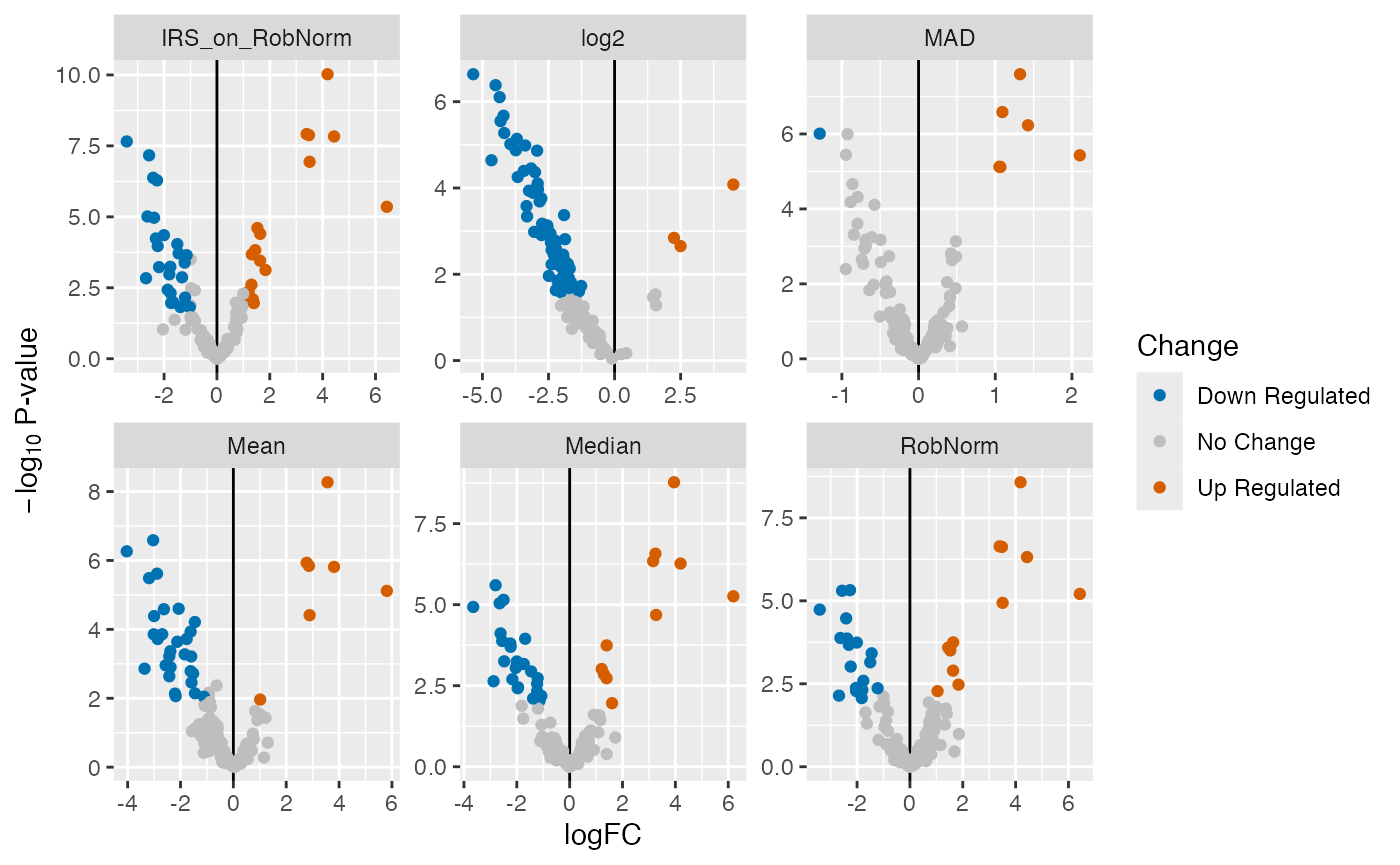 IRS_on_RobNorm
log2
MAD
10.0
7.5
5.0
2.5
0.0
-2 0 2 4 6
6
4
2
0
-5.0 -2.5 0.0 2.5
6
4
2
0
-1 0 1 2
Mean
Median
RobNorm
8
6
4
2
0
-4 -2 0 2 4 6
7.5
5.0
2.5
0.0
-4 -2 0 2 4 6
7.5
5.0
2.5
0.0
-2 0 2 4 6
−log₁₀ P-value
logFC
Change
Down Regulated
No Change
Up Regulated